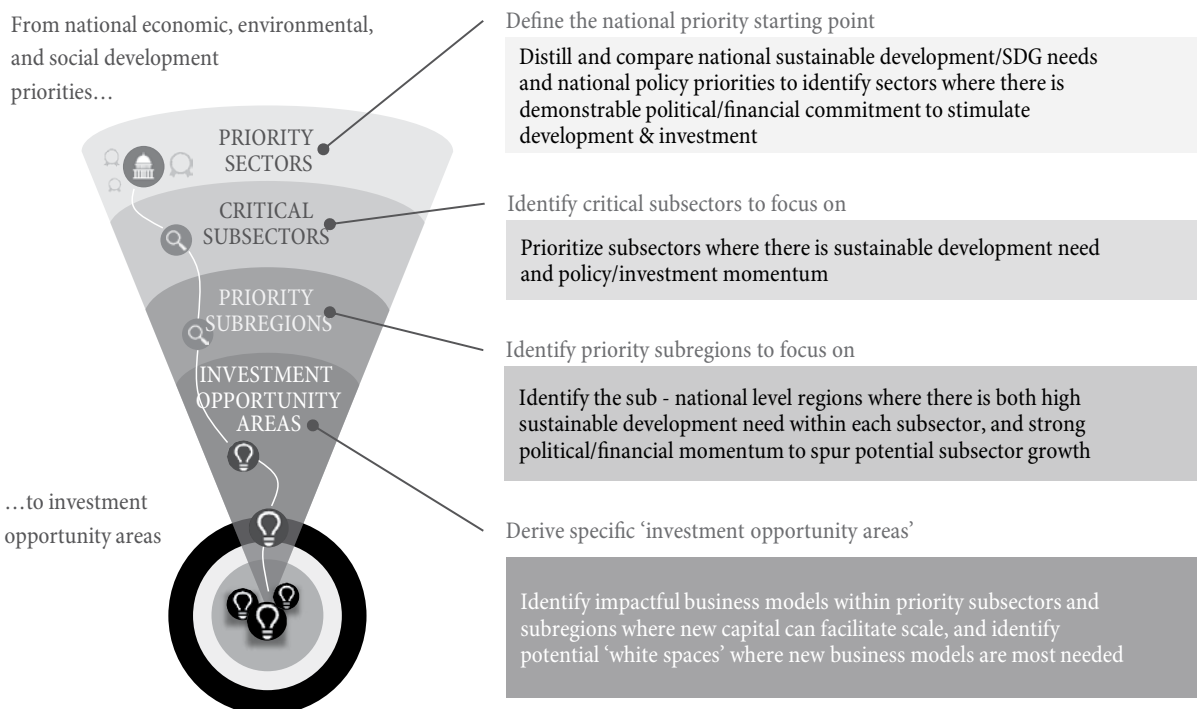 From national economic, environmental,
and social development
priorities…
PRIORITY
SECTORS
CRITICAL
SUBSECTORS
PRIORITY
SUBREGIONS
INVESTMENT
OPPORTUNITY
AREAS
…to investment
opportunity areas
Define the national priority starting point
Distill and compare national sustainable development/SDG needs
and national policy priorities to identify sectors where there is
demonstrable political/financial commitment to stimulate
development & investment
Identify critical subsectors to focus on
Prioritize subsectors where there is sustainable development need
and policy/investment momentum
Identify priority subregions to focus on
Identify the sub - national level regions where there is both high
sustainable development need within each subsector, and strong
political/financial momentum to spur potential subsector growth
Derive specific ‘investment opportunity areas’
Identify impactful business models within priority subsectors and
subregions where new capital can facilitate scale, and identify
potential ‘white spaces’ where new business models are most needed